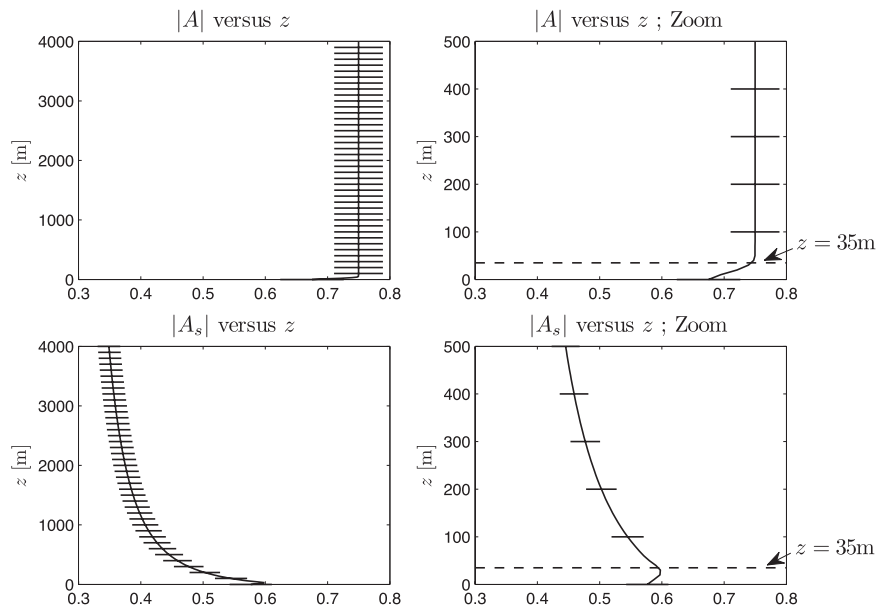 |A| versus z
4000
3000
2000
1000
0
z [m]
0.3 0.4 0.5 0.6 0.7 0.8
|A| versus z ; Zoom
500
400
300
200
100
0
z [m]
0.3 0.4 0.5 0.6 0.7 0.8
z = 35m
|A_s| versus z
4000
3000
2000
1000
0
z [m]
0.3 0.4 0.5 0.6 0.7 0.8
|A_s| versus z ; Zoom
500
400
300
200
100
0
z [m]
0.3 0.4 0.5 0.6 0.7 0.8
z = 35m